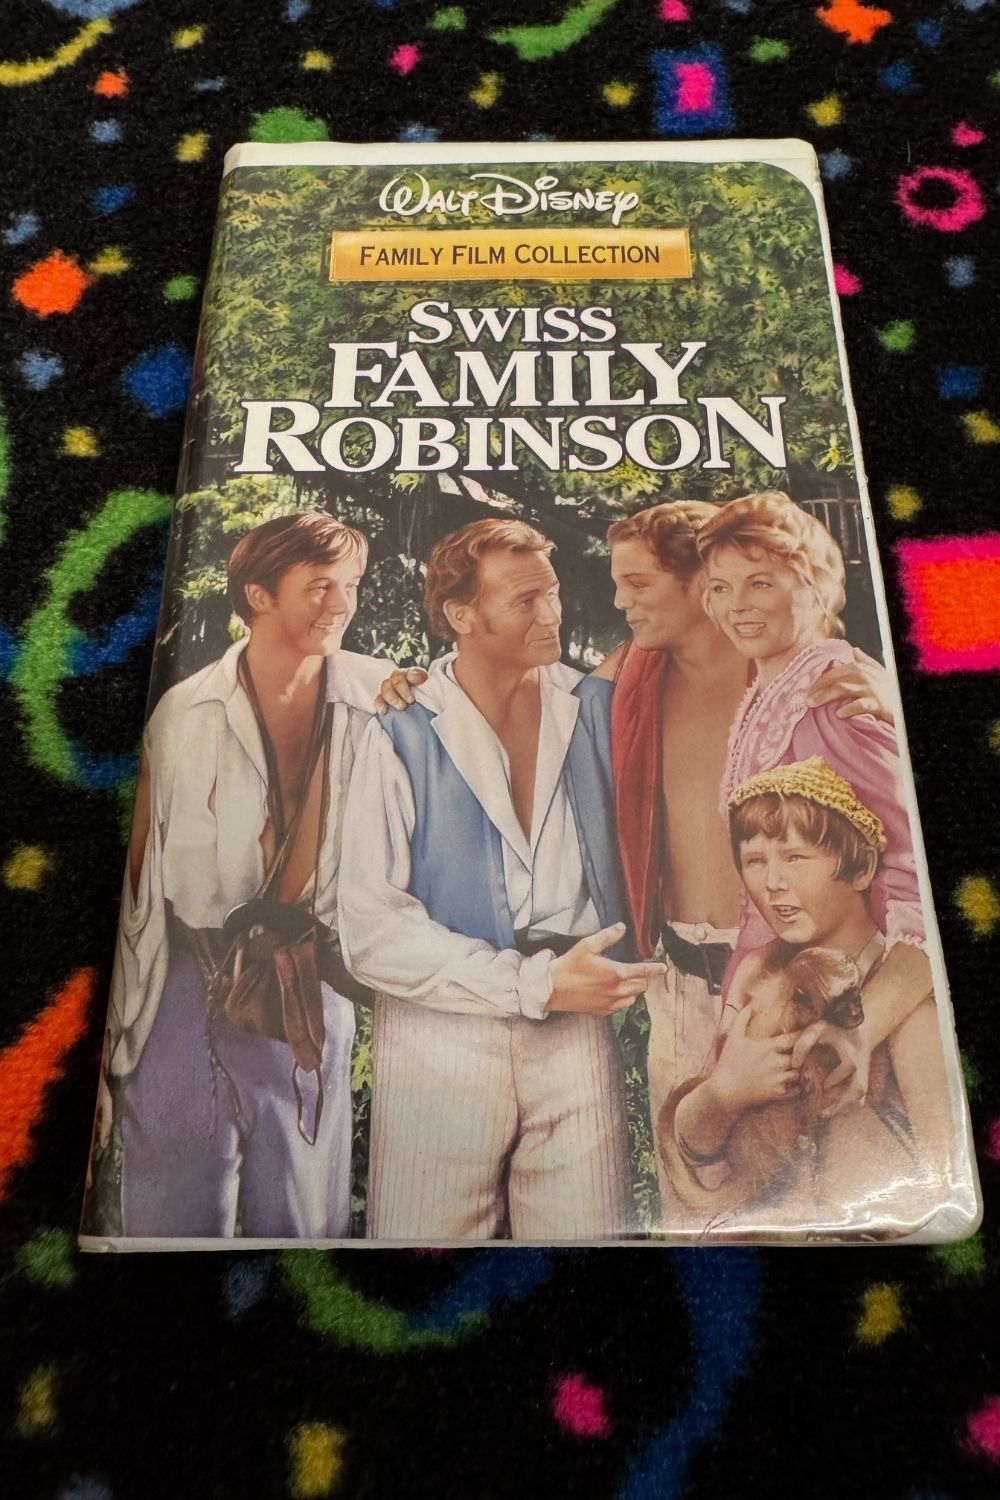 WALT DISNEY
FAMILY FILM COLLECTION
SWISS
FAMILY
ROBINSON